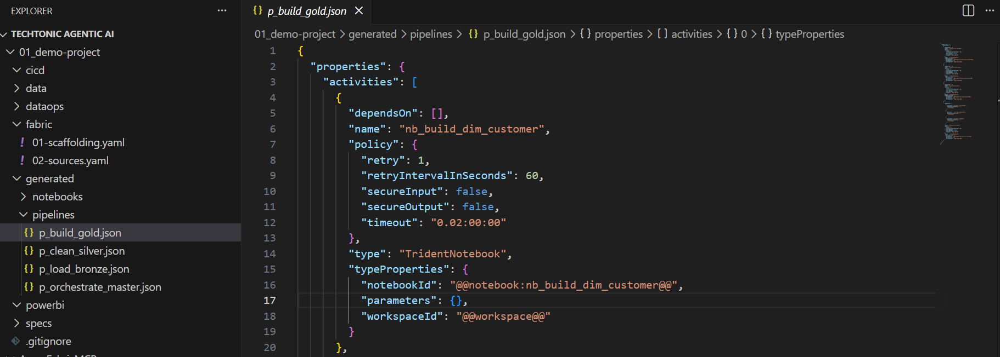 EXPLORER
···
TECHTONIC AGENTIC AI
01_demo-project
cicd
data
dataops
fabric
! 01-scaffolding.yaml
! 02-sources.yaml
generated
notebooks
pipelines
{} p_build_gold.json
{} p_clean_silver.json
{} p_load_bronze.json
{} p_orchestrate_master.json
powerbi
specs
.gitignore
{} p_build_gold.json
···
01_demo-project > generated > pipelines > {} p_build_gold.json > {} properties > [] activities > {} 0 > {} typeProperties
1 {
2 "properties": {
3 "activities": [
4 {
5 "dependsOn": [],
6 "name": "nb_build_dim_customer",
7 "policy": {
8 "retry": 1,
9 "retryIntervalInSeconds": 60,
10 "secureInput": false,
11 "secureOutput": false,
12 "timeout": "0.02:00:00"
13 },
14 "type": "TridentNotebook",
15 "typeProperties": {
16 "notebookId": "@@notebook:nb_build_dim_customer@@",
17 "parameters": {},
18 "workspaceId": "@@workspace@@"
19 }
20 },